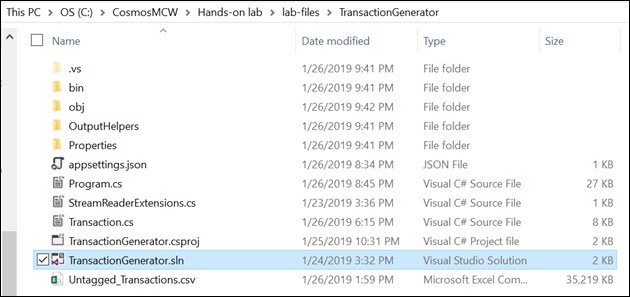 This PC > OS (C:) > CosmosMCW > Hands-on lab > lab-files > TransactionGenerator
Name Date modified Type Size
.vs 1/26/2019 9:41 PM File folder
bin 1/26/2019 9:41 PM File folder
obj 1/26/2019 9:42 PM File folder
OutputHelpers 1/26/2019 9:41 PM File folder
Properties 1/26/2019 9:41 PM File folder
appsettings.json 1/26/2019 8:34 PM JSON File 1 KB
Program.cs 1/26/2019 8:45 PM Visual C# Source File 27 KB
StreamReaderExtensions.cs 1/23/2019 3:36 PM Visual C# Source File 1 KB
Transaction.cs 1/26/2019 6:15 PM Visual C# Source File 8 KB
TransactionGenerator.csproj 1/25/2019 10:31 PM Visual C# Project file 2 KB
TransactionGenerator.sln 1/24/2019 3:32 PM Visual Studio Solution 2 KB
Untagged_Transactions.csv 1/26/2019 1:59 PM Microsoft Excel Com... 35,219 KB